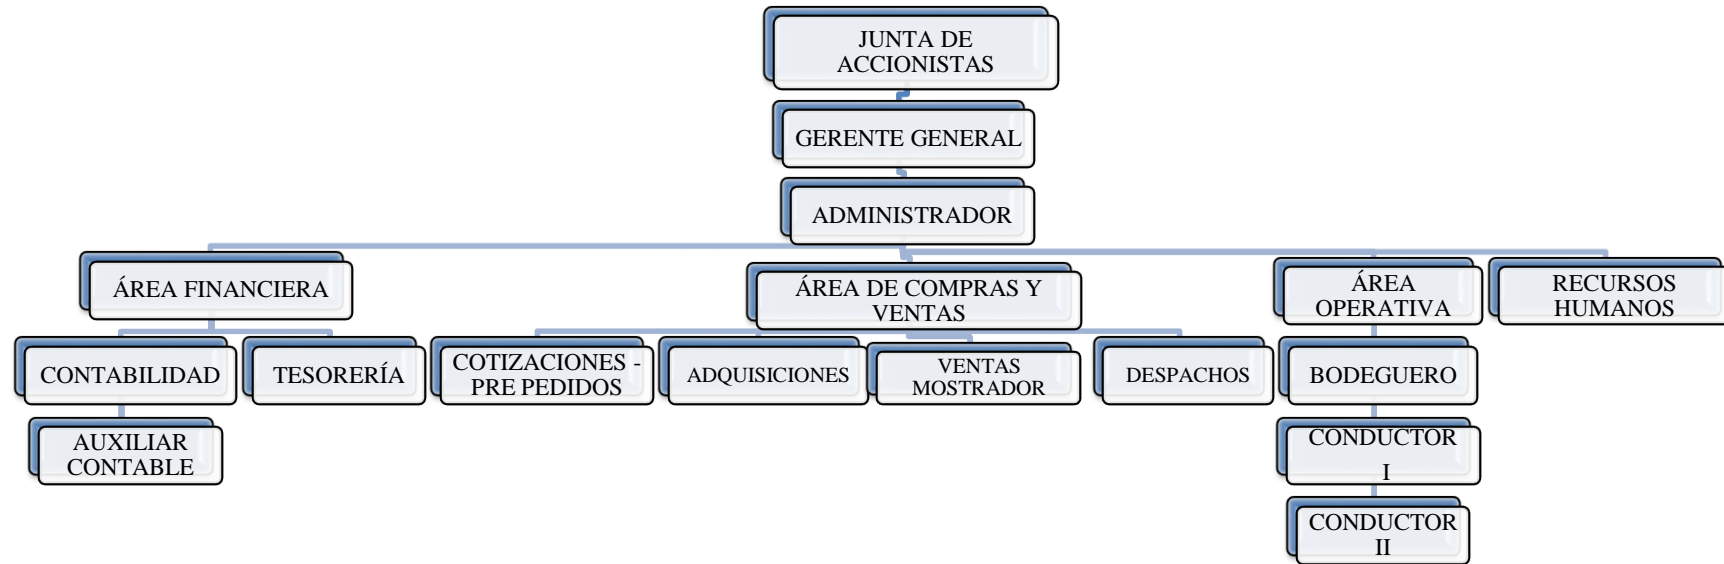 JUNTA DE
ACCIONISTAS
GERENTE GENERAL
ADMINISTRADOR
ÁREA FINANCIERA
ÁREA DE COMPRAS Y
VENTAS
ÁREA
OPERATIVA
RECURSOS
HUMANOS
CONTABILIDAD
TESORERÍA
COTIZACIONES -
PRE PEDIDOS
ADQUISICIONES
VENTAS
MOSTRADOR
DESPACHOS
BODEGUERO
AUXILIAR
CONTABLE
CONDUCTOR
I
CONDUCTOR
II